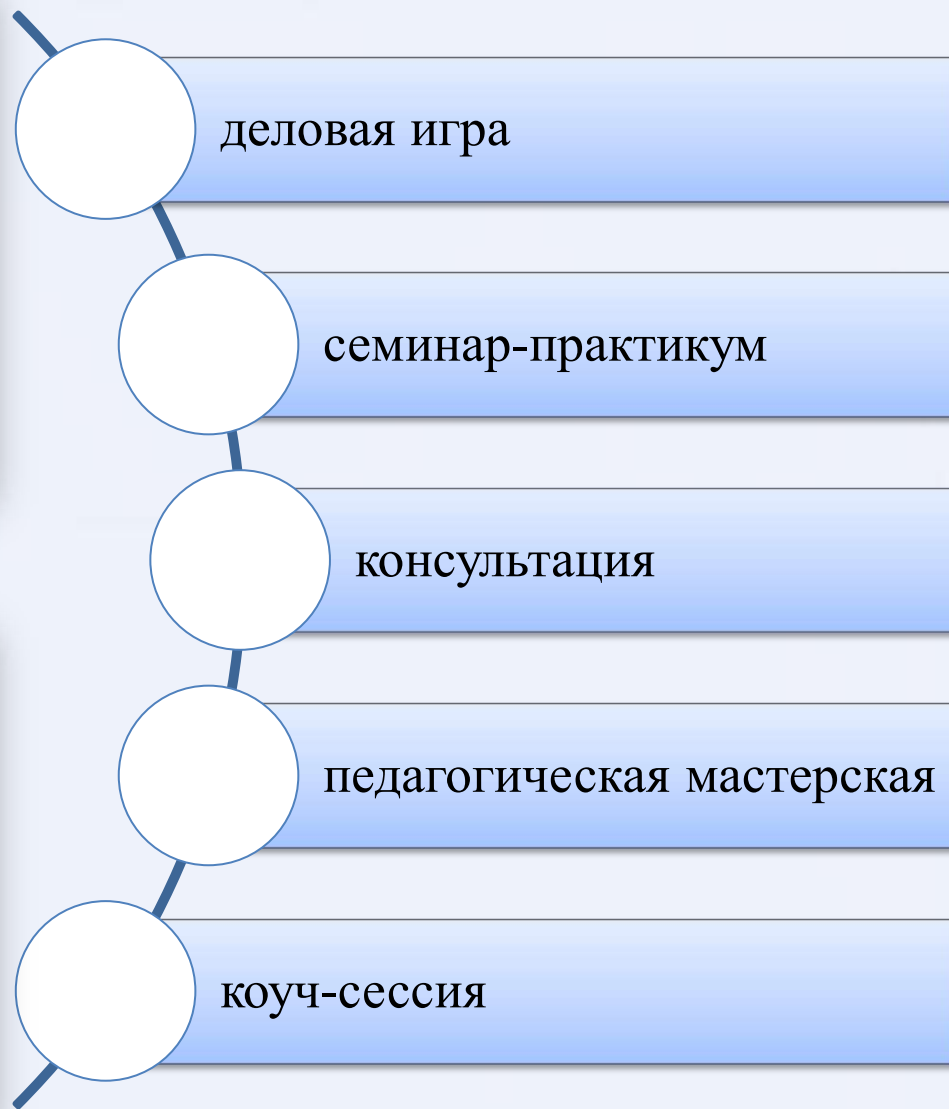 деловая игра
семинар-практикум
консультация
педагогическая мастерская
коуч-сессия